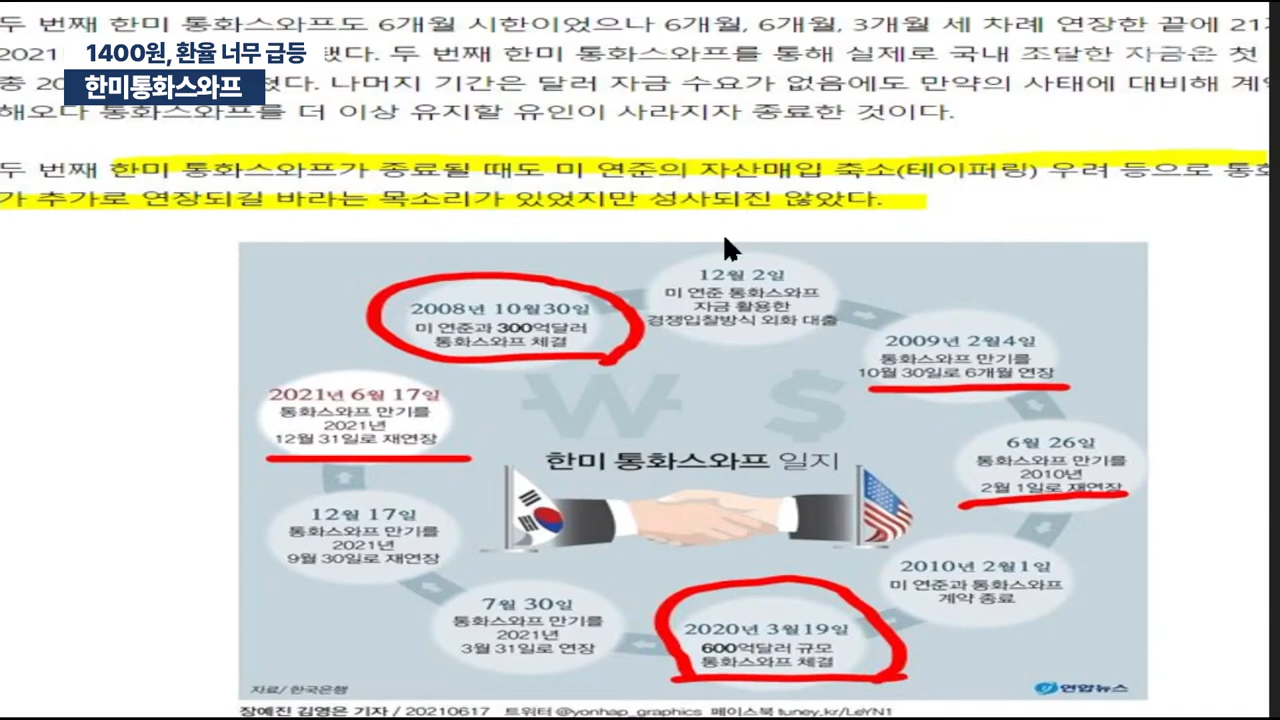 두 번째 한미 통화스와프도 6개월 시한이었으나 6개월, 6개월, 3개월 세 차례 연장한 끝에
2021
1400원, 환율 너무 급등
됐다. 두 번째 한미 통화스와프를 통해 실제로 국내 조달한 자금은 첫
총
한미통화스와프
나머지 기간은 달러 자금 수요가 없음에도 만약의 사태에 대비해
해오다 통화스와프를 더 이상 유지할 유인이 사라지자 종료한 것이다.
두 번째 한미 통화스와프가 종료될 때도 미 연준의 자산매입 축소(테이퍼링) 우려 등으로
가 추가로 연장되길 바라는 목소리가 있었지만 성사되진 않았다.
2008년 10월30일
미 연준과 300억달러
통화스와프 체결
12월 2일
미 연준 통화스와프
자금 활용한
경쟁입찰방식 외화 대출
2009년 2월4일
통화스와프 만기를
10월 30일로 6개월 연장
6월 26일
통화스와프 만기를
2010년
2월 1일로 재연장
2010년 2월1일
미 연준과 통화스와프
계약 종료
2020년 3월19일
600억달러 규모
통화스와프 체결
7월 30일
통화스와프 만기를
2021년
3월 31일로 연장
12월 17일
통화스와프 만기를
2021년
9월 30일로 재연장
2021년 6월 17일
통화스와프 만기를
2021년
12월 31일로 재연장
W $
한미 통화스와프 일지
자료/ 한국은행
연합뉴스
장예진 김영은 기자 / 20210617 트위터 @yonhap_graphics 페이스북 tuney.kr/LeYN1